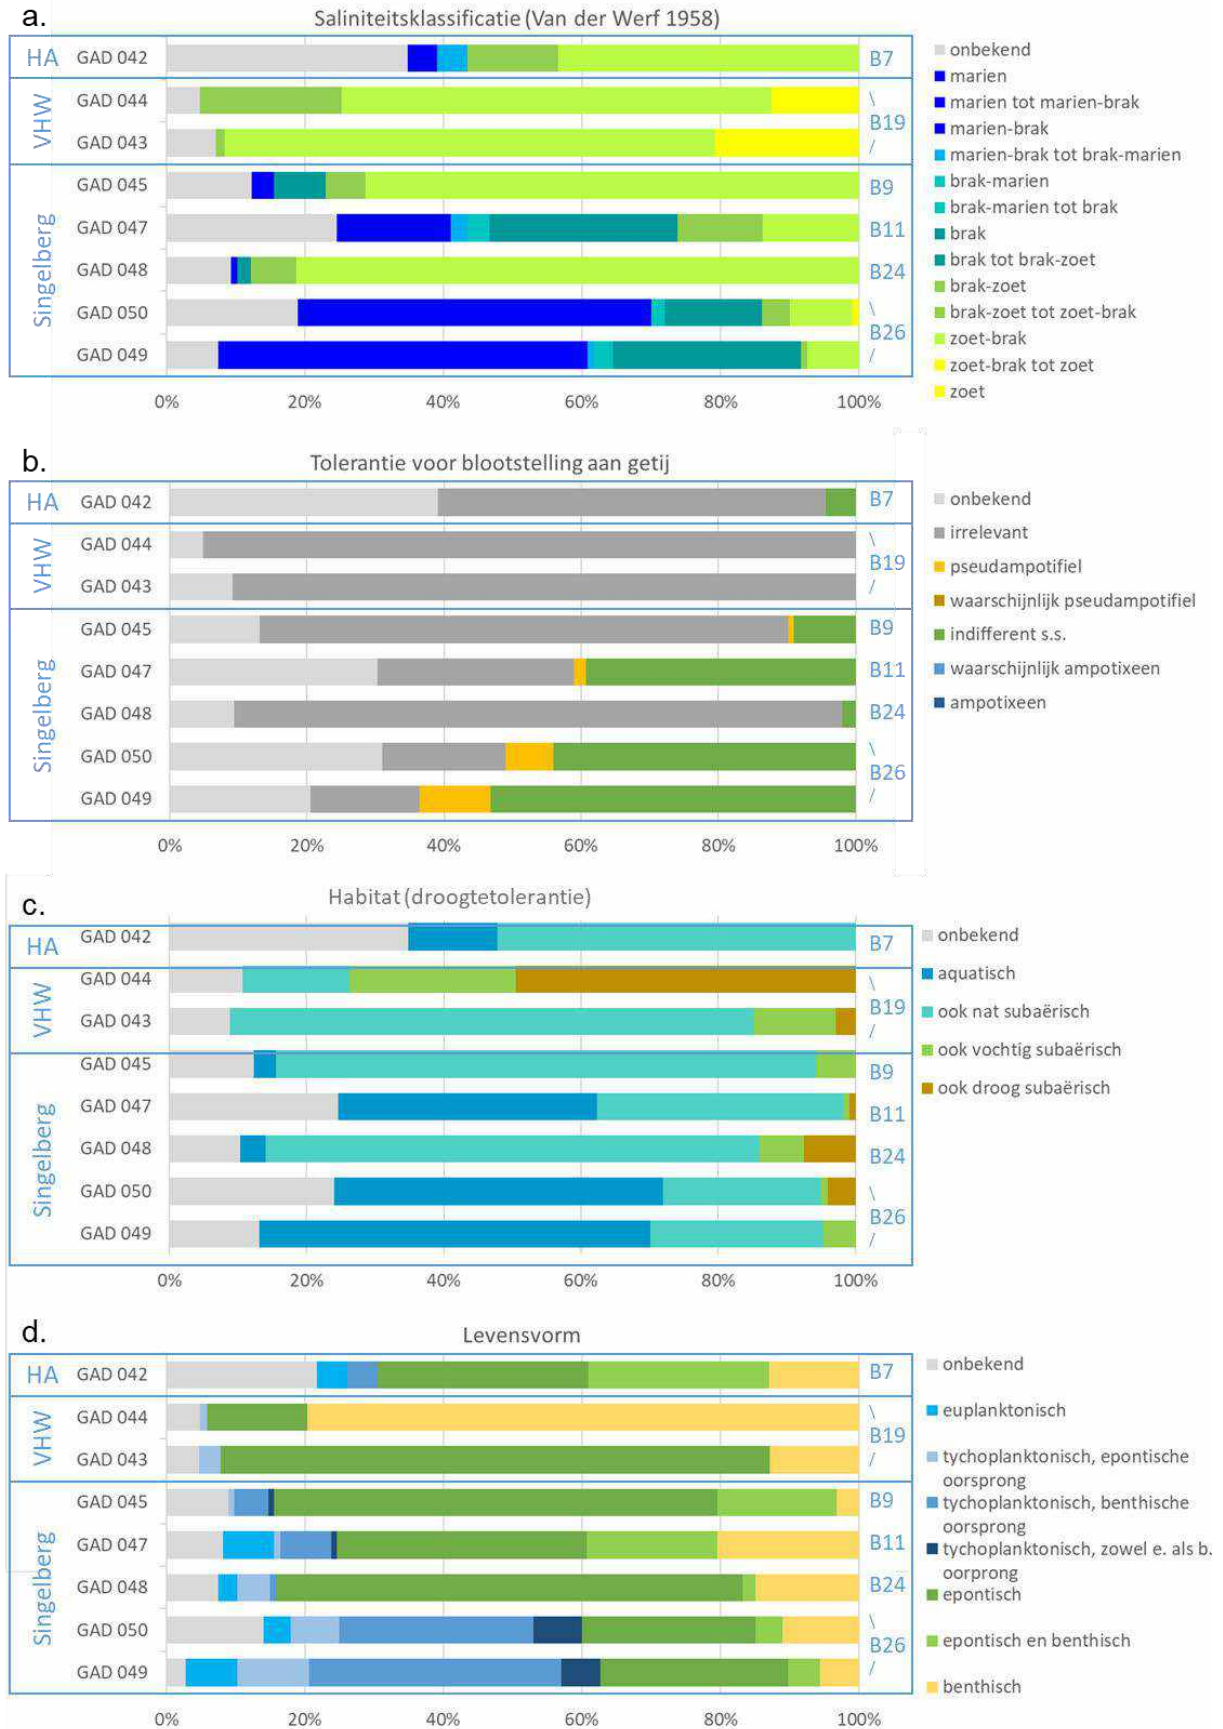 a.
Saliniteitsklassificatie (Van der Werf 1958)
HA
GAD 042
B7
VHW
GAD 044
\
B19
GAD 043
/
Singelberg
GAD 045
B9
GAD 047
B11
GAD 048
B24
GAD 050
\
B26
GAD 049
/
0% 20% 40% 60% 80% 100%
onbekend
marien
marien tot marien-brak
marien-brak
marien-brak tot brak-marien
brak-marien
brak-marien tot brak
brak
brak tot brak-zoet
brak-zoet
brak-zoet tot zoet-brak
zoet-brak
zoet-brak tot zoet
zoet
b.
Tolerantie voor blootstelling aan getij
HA
GAD 042
B7
VHW
GAD 044
\
B19
GAD 043
/
Singelberg
GAD 045
B9
GAD 047
B11
GAD 048
B24
GAD 050
\
B26
GAD 049
/
0% 20% 40% 60% 80% 100%
onbekend
irrelevant
pseudampotifiel
waarschijnlijk pseudampotifiel
indifferent s.s.
waarschijnlijk ampotixeen
ampotixeen
c.
Habitat (droogtetolerantie)
HA
GAD 042
B7
VHW
GAD 044
\
B19
GAD 043
/
Singelberg
GAD 045
B9
GAD 047
B11
GAD 048
B24
GAD 050
\
B26
GAD 049
/
0% 20% 40% 60% 80% 100%
onbekend
aquatisch
ook nat subaërisch
ook vochtig subaërisch
ook droog subaërisch
d.
Levensvorm
HA
GAD 042
B7
VHW
GAD 044
\
B19
GAD 043
/
Singelberg
GAD 045
B9
GAD 047
B11
GAD 048
B24
GAD 050
\
B26
GAD 049
/
0% 20% 40% 60% 80% 100%
onbekend
euplanktonisch
tychoplanktonisch, epontische
oorsprong
tychoplanktonisch, benthische
oorsprong
tychoplanktonisch, zowel e. als b.
oorprong
epontisch
epontisch en benthisch
benthisch